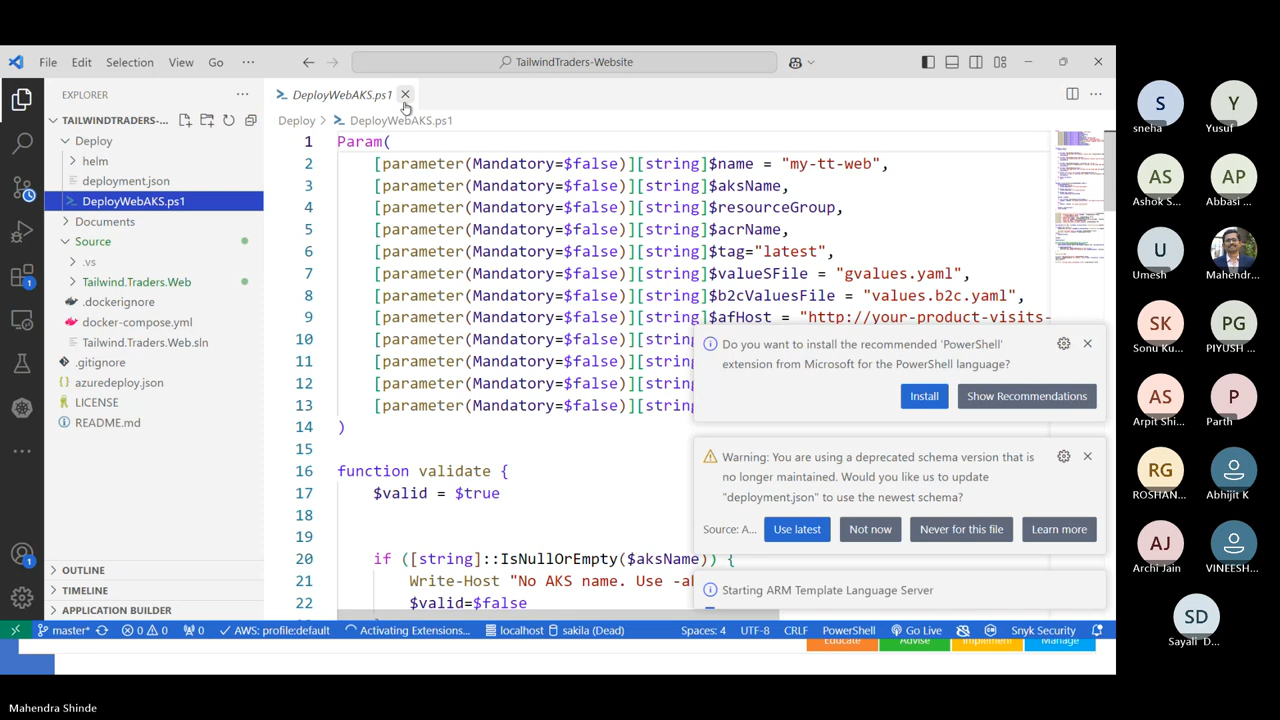 File Edit Selection View Go ··· TailwindTraders-Website
EXPLORER
TAILWINDTRADERS-...
Deploy
helm
deployment.json
DeployWebAKS.ps1
Documents
Source
.vs
Tailwind.Traders.Web
.dockerignore
docker-compose.yml
Tailwind.Traders.Web.sln
.gitignore
azuredeploy.json
LICENSE
README.md
OUTLINE
TIMELINE
APPLICATION BUILDER
1
1
DeployWebAKS.ps1
Deploy > DeployWebAKS.ps1
1 Param(
2 [parameter(Mandatory=$false)][string]$name = "my-tt-web",
3 [parameter(Mandatory=$false)][string]$aksName,
4 [parameter(Mandatory=$false)][string]$resourceGroup,
5 [parameter(Mandatory=$false)][string]$acrName,
6 [parameter(Mandatory=$false)][string]$tag="latest",
7 [parameter(Mandatory=$false)][string]$valueSFile = "gvalues.yaml",
8 [parameter(Mandatory=$false)][string]$b2cValuesFile = "values.b2c.yaml",
9 [parameter(Mandatory=$false)][string]$afHost = "http://your-product-visits-
10 [parameter(Mandatory=$false)][strin
11 [parameter(Mandatory=$false)][strin
12 [parameter(Mandatory=$false)][strin
13 [parameter(Mandatory=$false)][strin
14 )
15
16 function validate {
17 $valid = $true
18
19
20 if ([string]::IsNullOrEmpty($aksName)) {
21 Write-Host "No AKS name. Use -ak
22 $valid=$false
Do you want to install the recommended 'PowerShell'
extension from Microsoft for the PowerShell language?
Install Show Recommendations
Warning: You are using a deprecated schema version that is
no longer maintained. Would you like us to update
"deployment.json" to use the newest schema?
Source: A... Use latest Not now Never for this file Learn more
Starting ARM Template Language Server
master* 0 0 0 AWS: profile:default Activating Extensions... localhost sakila (Dead) Spaces: 4 UTF-8 CRLF PowerShell Go Live Snyk Security
Educate Advise Implement Manage
S Y
sneha Yusuf
AS AP
Ashok S... Abbasi ...
U
Umesh Mahendr...
SK PG
Sonu Ku... PIYUSH ...
AS P
Arpit Shi... Parth
RG
ROSHAN... Abhijit K
AJ
Archi Jain VINEESH...
SD
Sayali D...
Mahendra Shinde